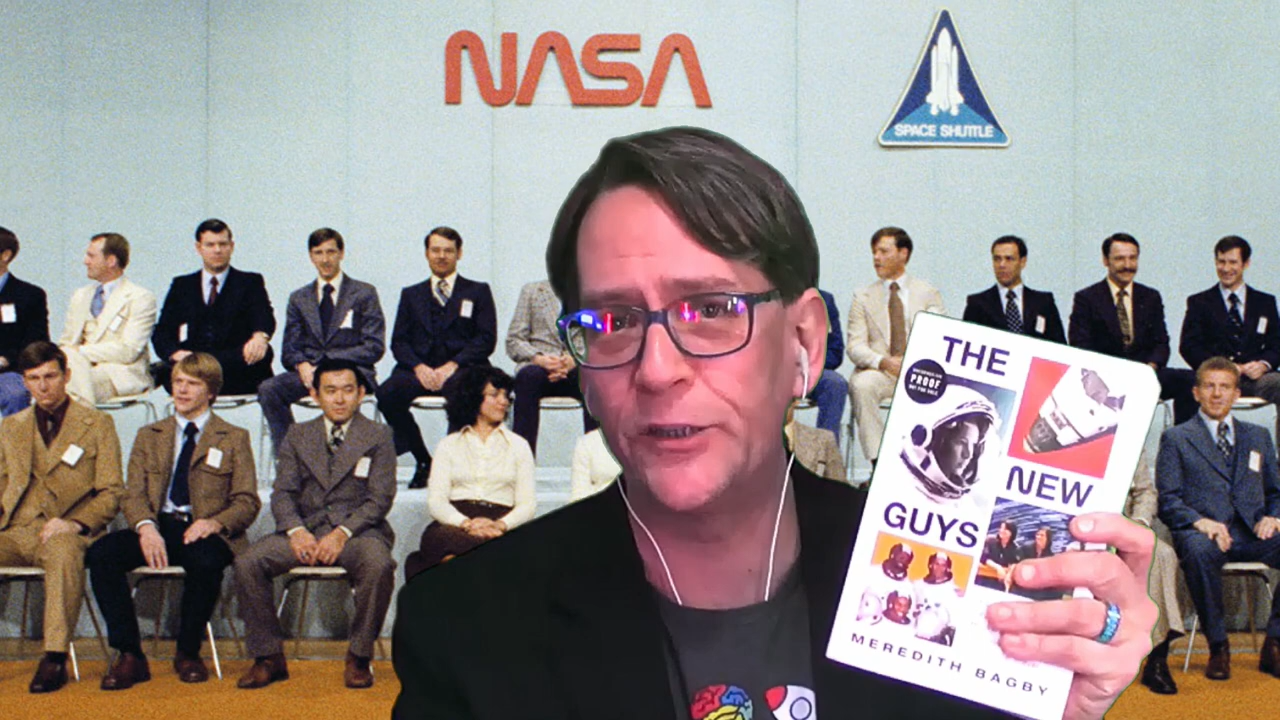 NASA
SPACE SHUTTLE
THE
PROOF
NEW
GUYS
MEREDITH BAGBY